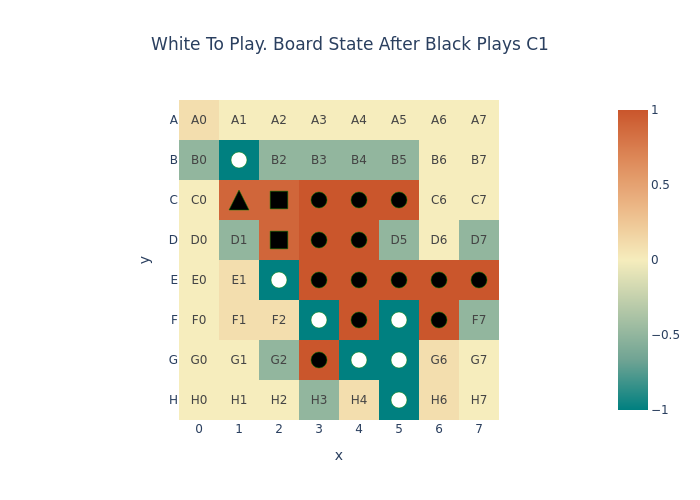 White To Play. Board State After Black Plays C1
A A0 A1 A2 A3 A4 A5 A6 A7
B B0 B2 B3 B4 B5 B6 B7
C C0 C6 C7
D D0 D1 D5 D6 D7
E E0 E1
F F0 F1 F2 F7
G G0 G1 G2 G6 G7
H H0 H1 H2 H3 H4 H6 H7
0 1 2 3 4 5 6 7
x
y
1
0.5
0
−0.5
−1